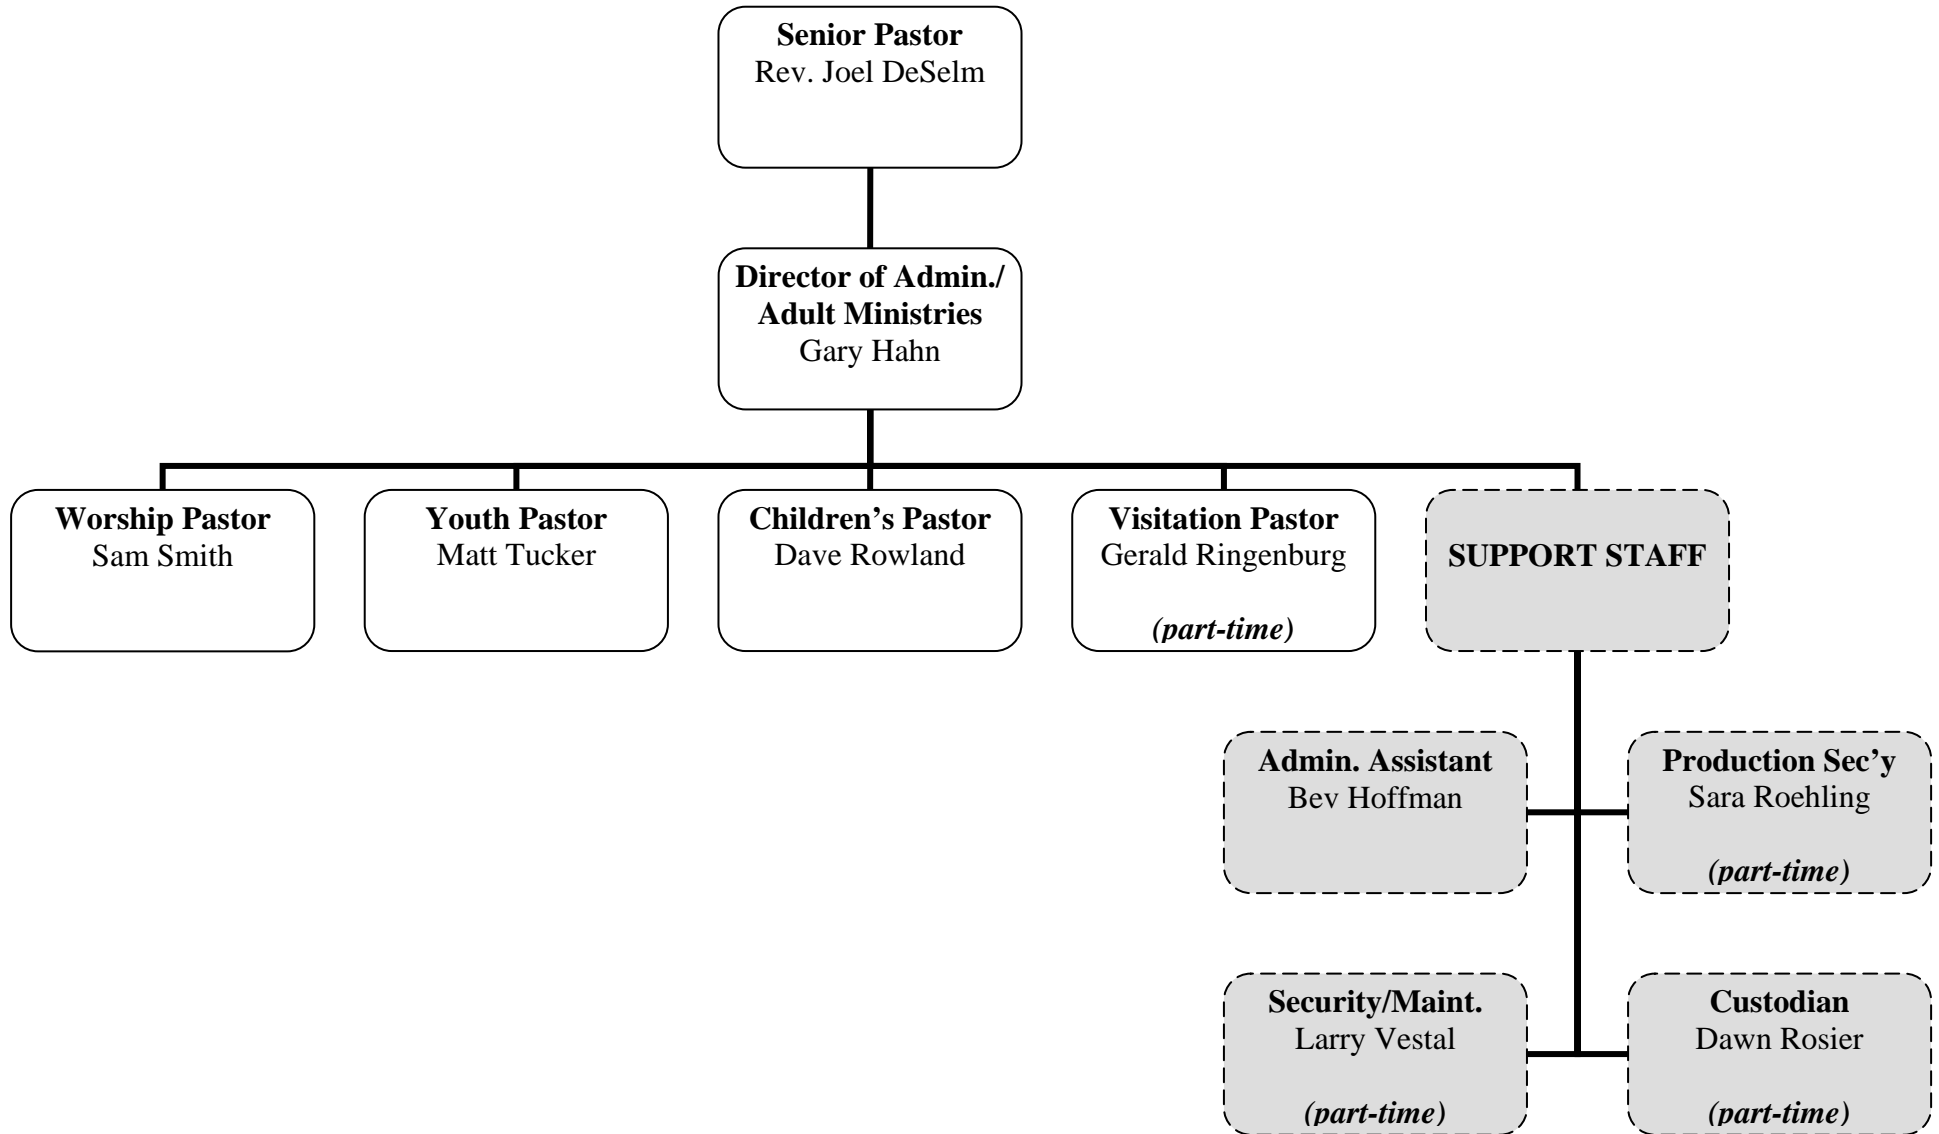 Senior Pastor
Rev. Joel DeSelm
Director of Admin./
Adult Ministries
Gary Hahn
Worship Pastor
Sam Smith
Youth Pastor
Matt Tucker
Children’s Pastor
Dave Rowland
Visitation Pastor
Gerald Ringenburg
(part-time)
SUPPORT STAFF
Admin. Assistant
Bev Hoffman
Production Sec’y
Sara Roehling
(part-time)
Security/Maint.
Larry Vestal
(part-time)
Custodian
Dawn Rosier
(part-time)